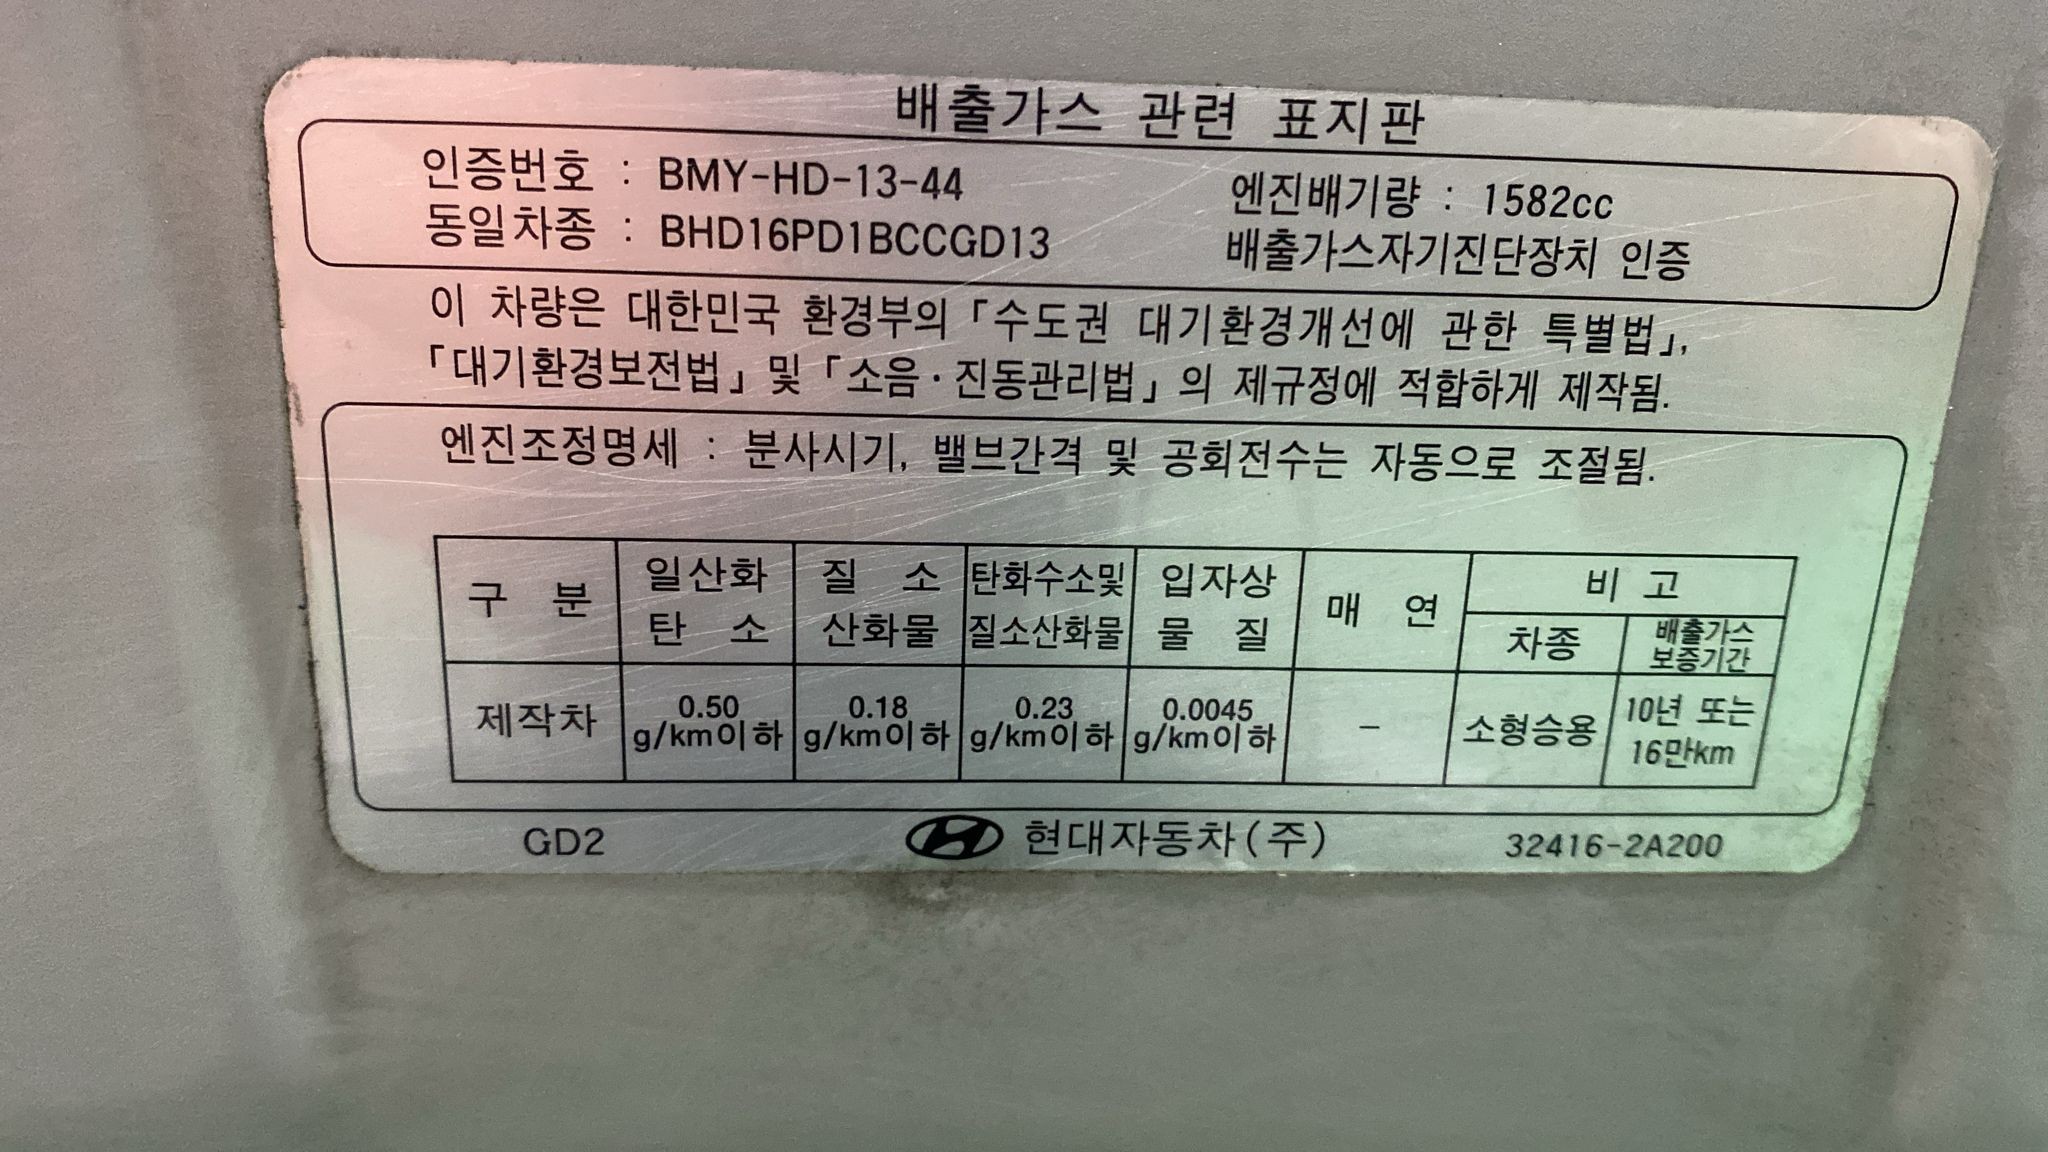 배출가스 관련 표지판
인증번호 : BMY-HD-13-44
엔진배기량 : 1582cc
동일차종 : BHD16PD1BCCGD13
배출가스자기진단장치 인증
이 차량은 대한민국 환경부의 「수도권 대기환경개선에 관한 특별법」,
「대기환경보전법」 및 「소음·진동관리법」 의 제규정에 적합하게 제작됨.
엔진조정명세 : 분사시기, 밸브간격 및 공회전수는 자동으로 조절됨.
구 분
일산화
탄 소
질 소
산화물
탄화수소및
질소산화물
입자상
물 질
매 연
비 고
차종
배출가스
보증기간
제작차
0.50
g/km이하
0.18
g/km이하
0.23
g/km이하
0.0045
g/km이하
–
소형승용
10년 또는
16만km
GD2
현대자동차(주)
32416-2A200